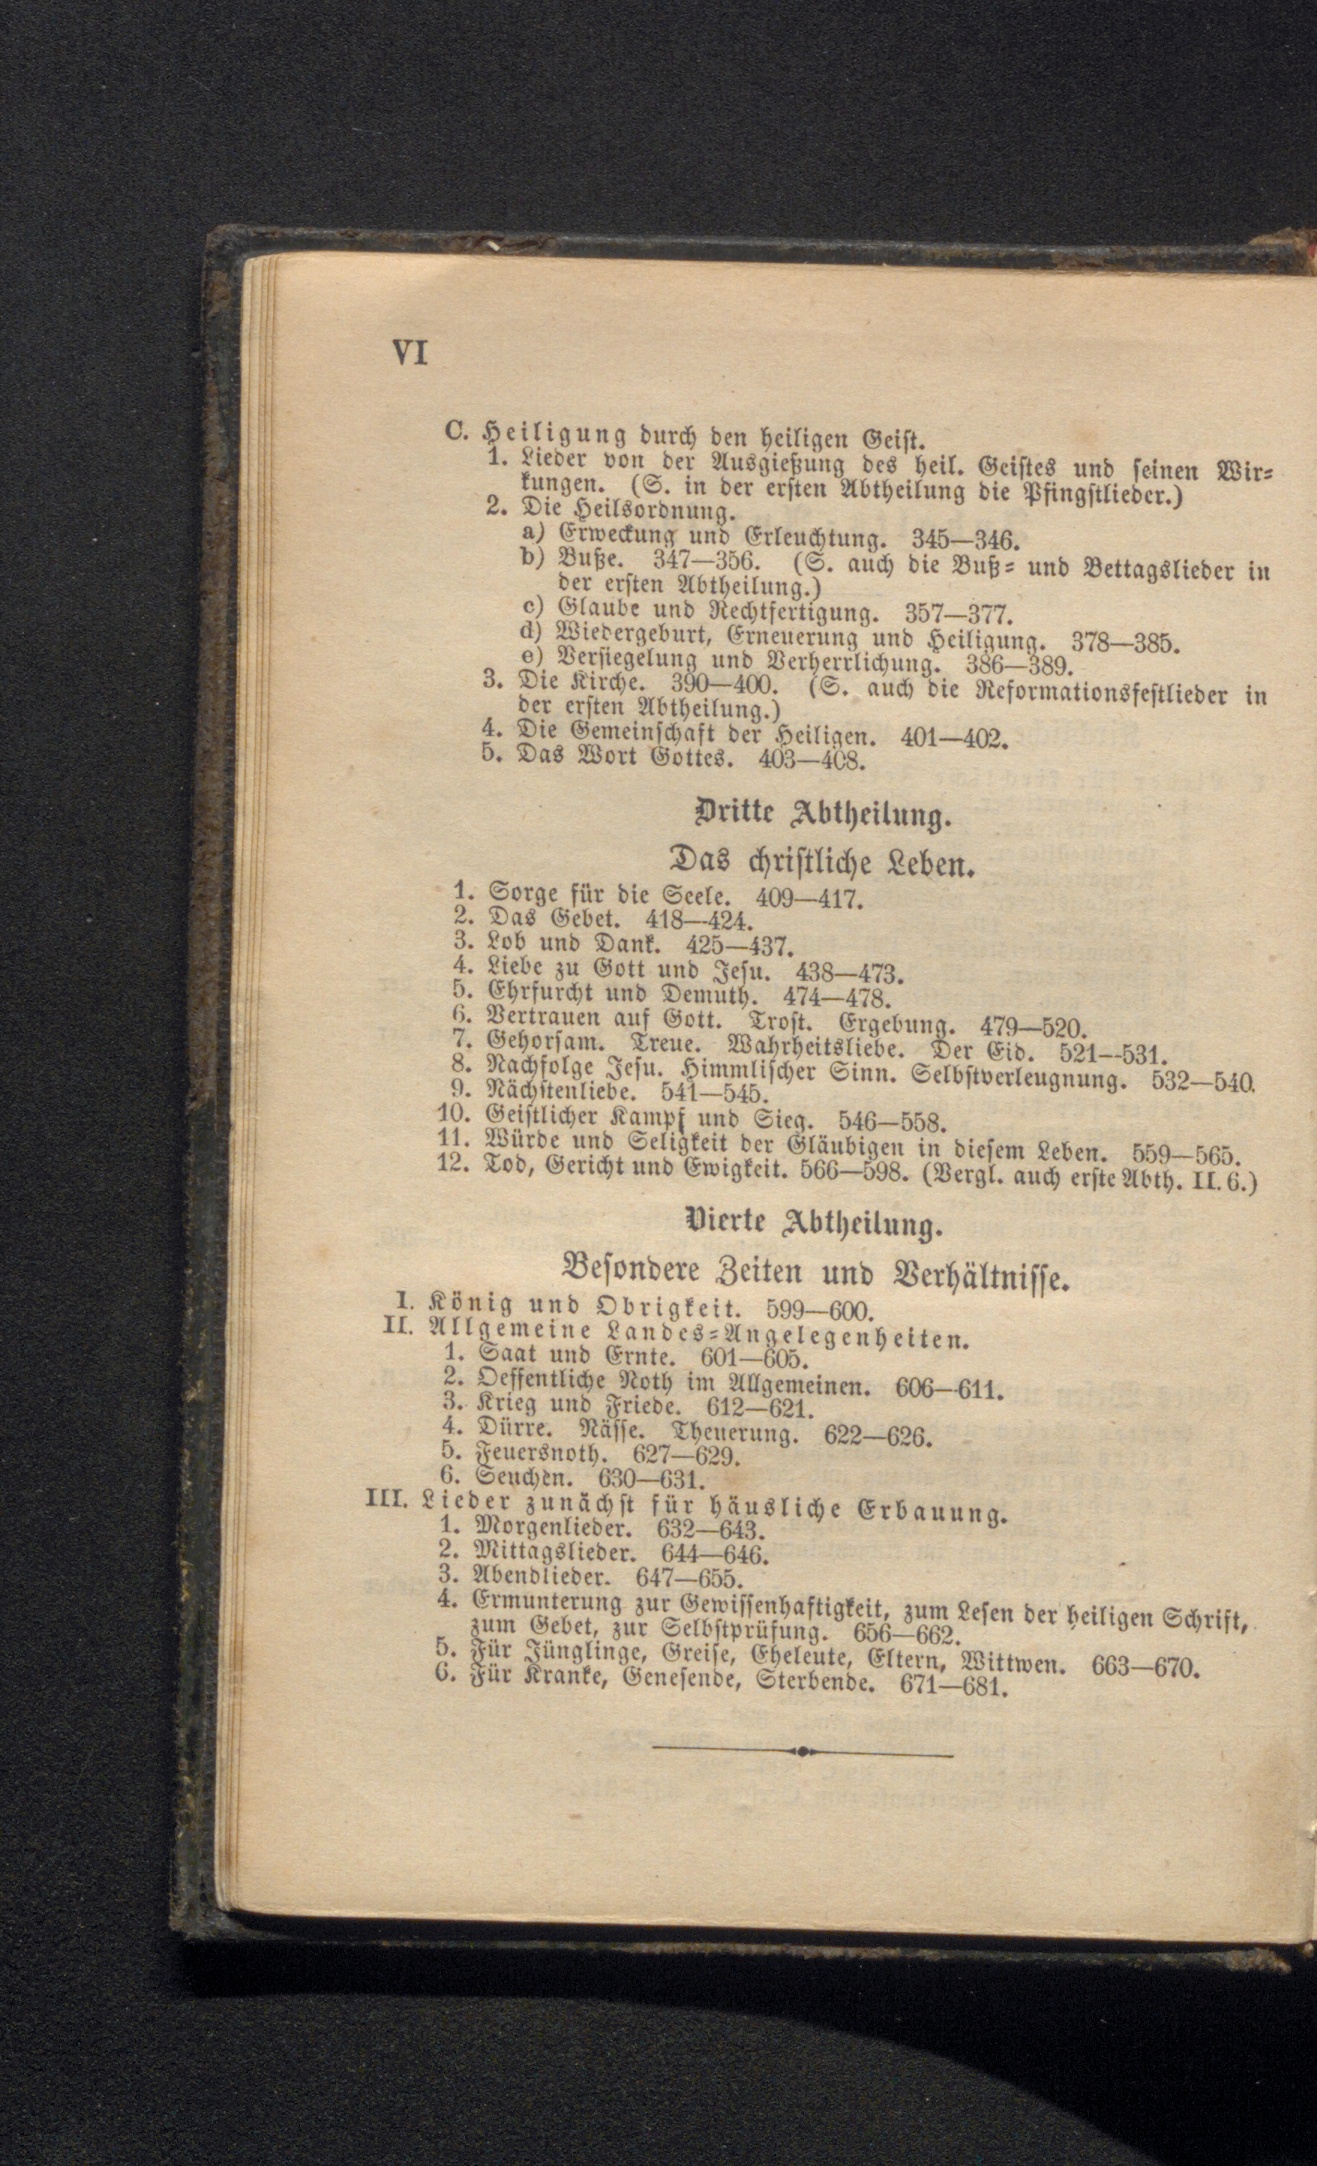 VI
C. Heiligung durch den heiligen Geist.
1. Lieder von der Ausgießung des heil. Geistes und seinen Wir-
kungen. (S. in der ersten Abtheilung die Pfingstlieder.)
2. Die Heilsordnung.
a) Erweckung und Erleuchtung. 345—346.
b) Buße. 347—356. (S. auch die Buß- und Bettagslieder in
der ersten Abtheilung.)
c) Glaube und Rechtfertigung. 357—377.
d) Wiedergeburt, Erneuerung und Heiligung. 378—385.
e) Versiegelung und Verherrlichung. 386—389.
3. Die Kirche. 390—400. (S. auch die Reformationsfestlieder in
der ersten Abtheilung.)
4. Die Gemeinschaft der Heiligen. 401—402.
5. Das Wort Gottes. 403—408.
Dritte Abtheilung.
Das christliche Leben.
1. Sorge für die Seele. 409—417.
2. Das Gebet. 418—424.
3. Lob und Dank. 425—437.
4. Liebe zu Gott und Jesu. 438—473.
5. Ehrfurcht und Demuth. 474—478.
6. Vertrauen auf Gott. Trost. Ergebung. 479—520.
7. Gehorsam. Treue. Wahrheitsliebe. Der Eid. 521—531.
8. Nachfolge Jesu. Himmlischer Sinn. Selbstverleugnung. 532—540.
9. Nächstenliebe. 541—545.
10. Geistlicher Kampf und Sieg. 546—558.
11. Würde und Seligkeit der Gläubigen in diesem Leben. 559—565.
12. Tod, Gericht und Ewigkeit. 566—598. (Vergl. auch erste Abth. II. 6.)
Vierte Abtheilung.
Besondere Zeiten und Verhältnisse.
I. König und Obrigkeit. 599—600.
II. Allgemeine Landes-Angelegenheiten.
1. Saat und Ernte. 601—605.
2. Oeffentliche Noth im Allgemeinen. 606—611.
3. Krieg und Friede. 612—621.
4. Dürre. Nässe. Theuerung. 622—626.
5. Feuersnoth. 627—629.
6. Seuchen. 630—631.
III. Lieder zunächst für häusliche Erbauung.
1. Morgenlieder. 632—643.
2. Mittagslieder. 644—646.
3. Abendlieder. 647—655.
4. Ermunterung zur Gewissenhaftigkeit, zum Lesen der heiligen Schrift,
zum Gebet, zur Selbstprüfung. 656—662.
5. Für Jünglinge, Greise, Eheleute, Eltern, Wittwen. 663—670.
6. Für Kranke, Genesende, Sterbende. 671—681.